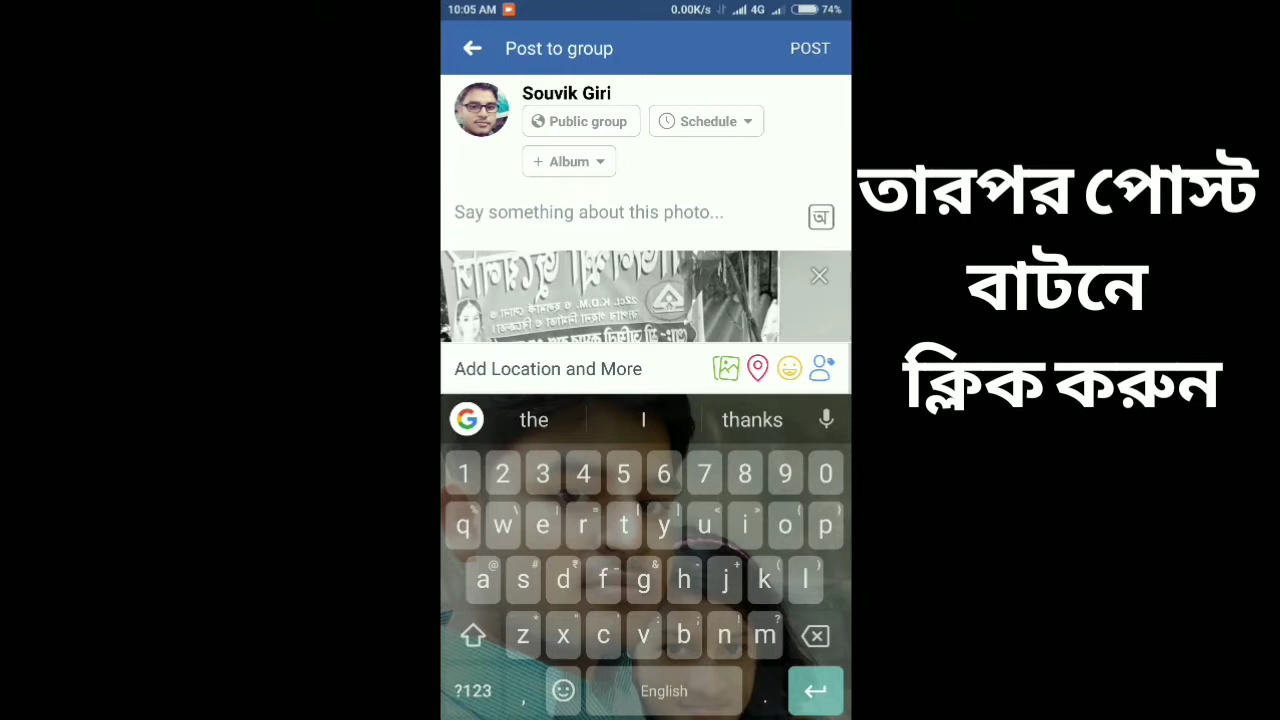 10:05 AM 0.00K/s 4G 74%
Post to group POST
Souvik Giri
Public group Schedule
+ Album
Say something about this photo... অ
Add Location and More
the I thanks
1 2 3 4 5 6 7 8 9 0
q w e r t y u i o p
a s d f g h j k l
z x c v b n m
?123 , English .
তারপর পোস্ট
বাটনে
ক্লিক করুন